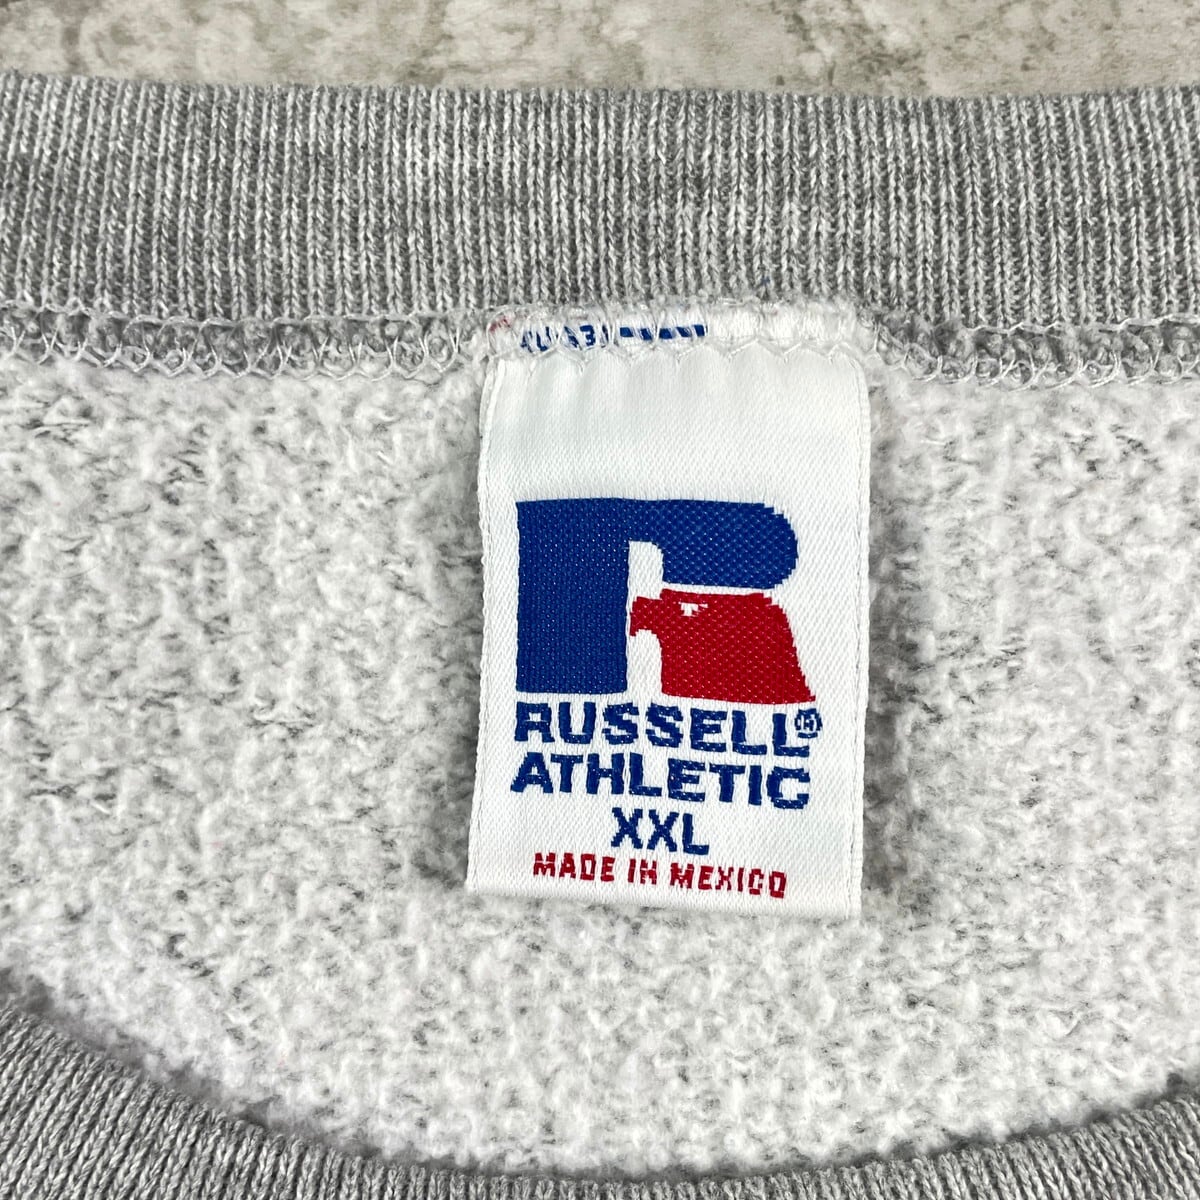 RUSSELL®
ATHLETIC
XXL
MADE IN MEXICO